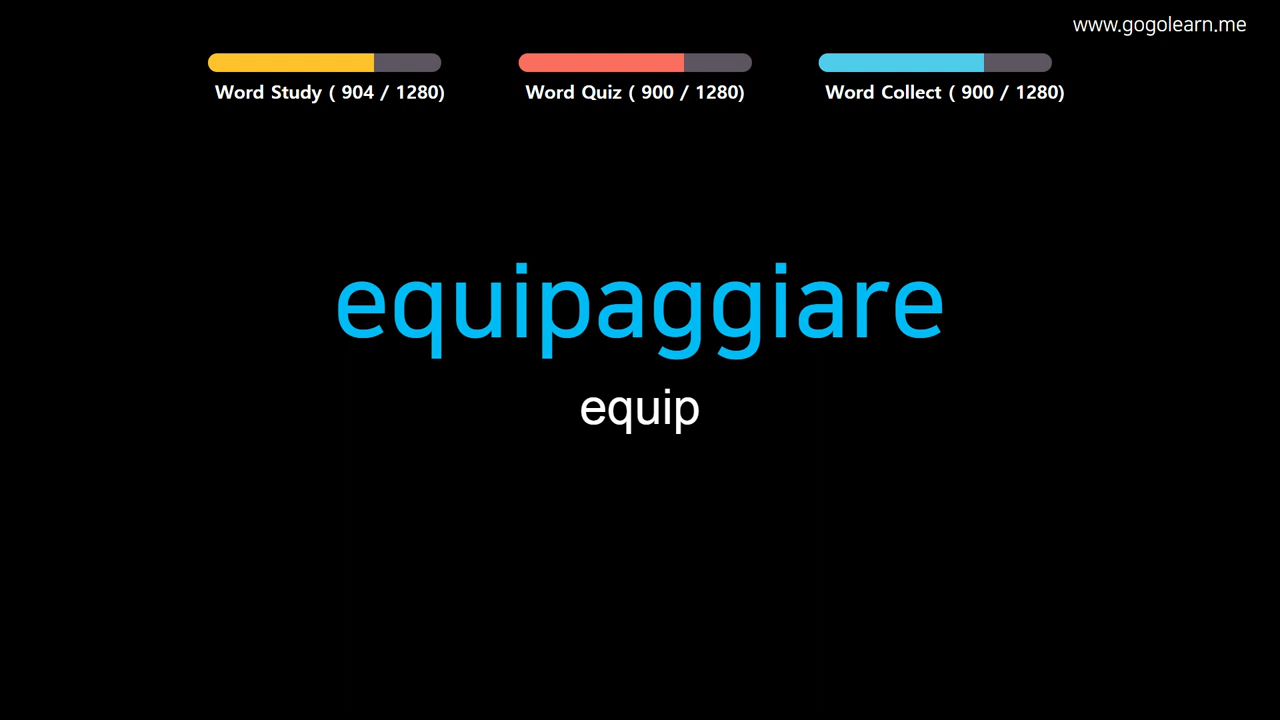 www.gogolearn.me
Word Study ( 904 / 1280)
Word Quiz ( 900 / 1280)
Word Collect ( 900 / 1280)
equipaggiare
equip